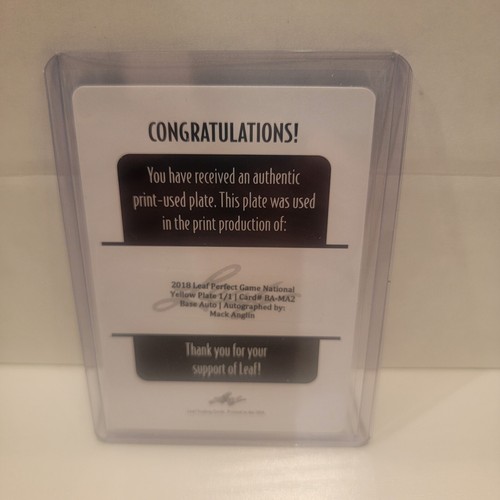 CONGRATULATIONS!
You have received an authentic
print-used plate. This plate was used
in the print production of:
2018 Leaf Perfect Game National
Yellow Plate 1/1 | Card# BA-MA2
Base Auto | Autographed by:
Mack Anglin
Thank you for your
support of Leaf!
Leaf